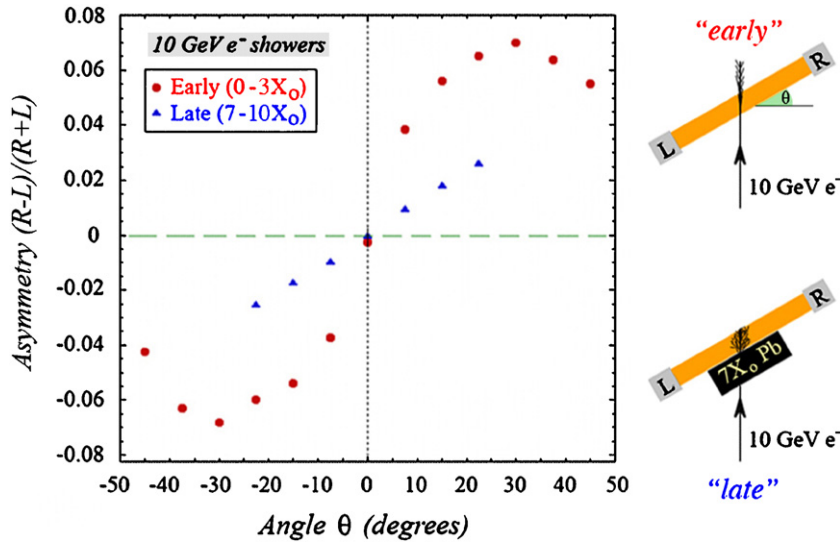 10 GeV e⁻ showers
Early (0-3X₀)
Late (7-10X₀)
Asymmetry (R-L)/(R+L)
0.08
0.06
0.04
0.02
0
-0.02
-0.04
-0.06
-0.08
-50 -40 -30 -20 -10 0 10 20 30 40 50
Angle θ (degrees)
"early"
R
θ
L
10 GeV e⁻
R
7X₀ Pb
L
10 GeV e⁻
"late"